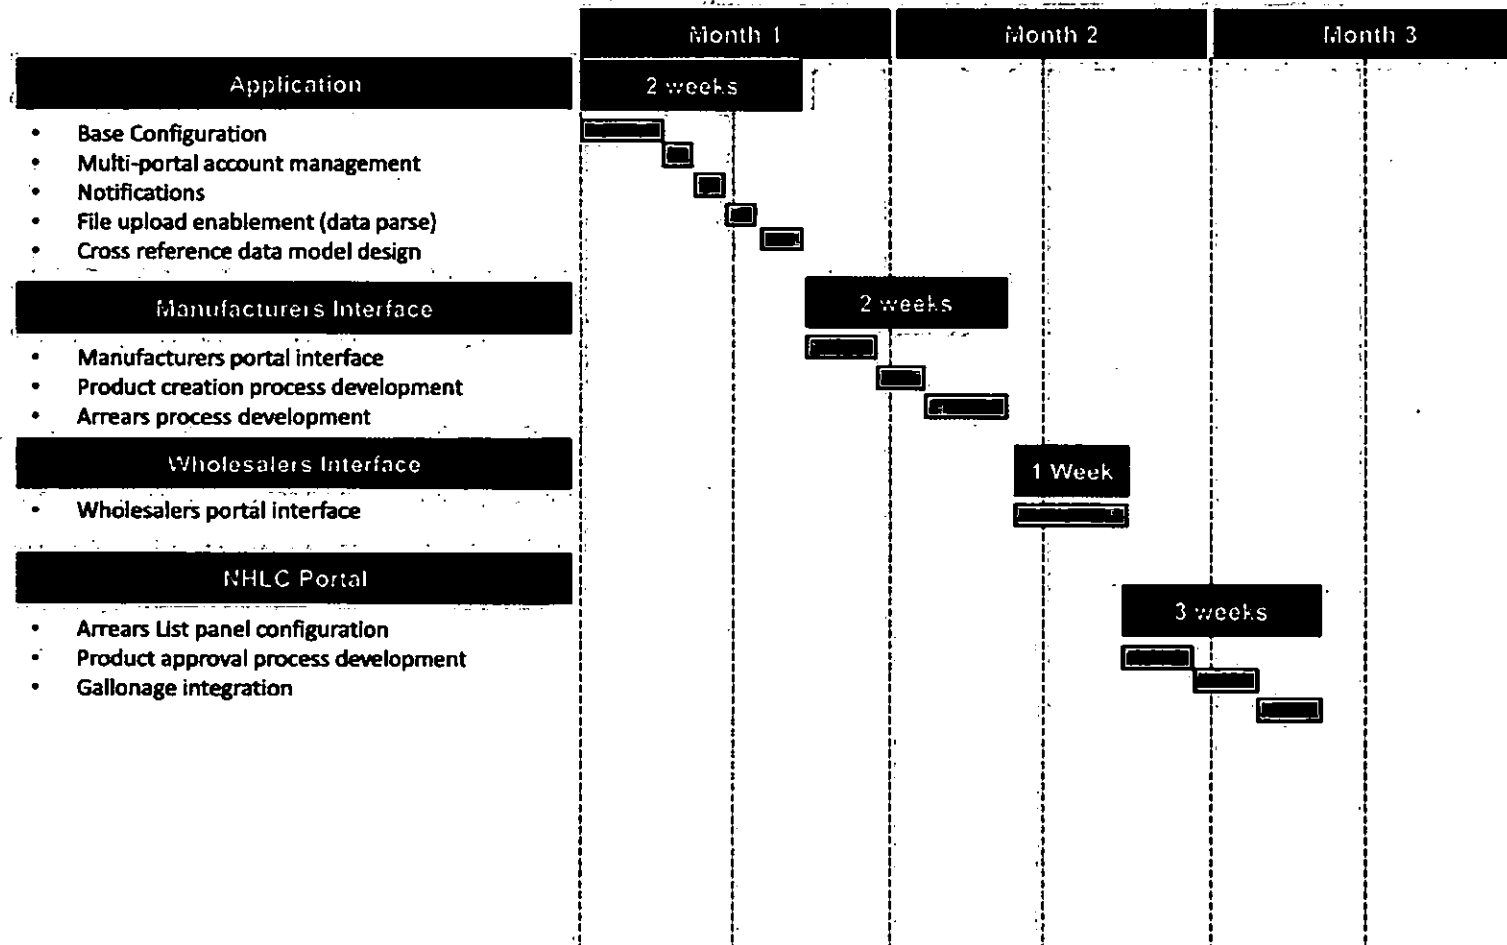 Month 1 Month 2 Month 3
Application 2 weeks
• Base Configuration
• Multi-portal account management
• Notifications
• File upload enablement (data parse)
• Cross reference data model design
Manufacturers Interface 2 weeks
• Manufacturers portal interface
• Product creation process development
• Arrears process development
Wholesalers Interface 1 Week
• Wholesalers portal interface
NHLC Portal
3 weeks
• Arrears List panel configuration
• Product approval process development
• Gallonage integration